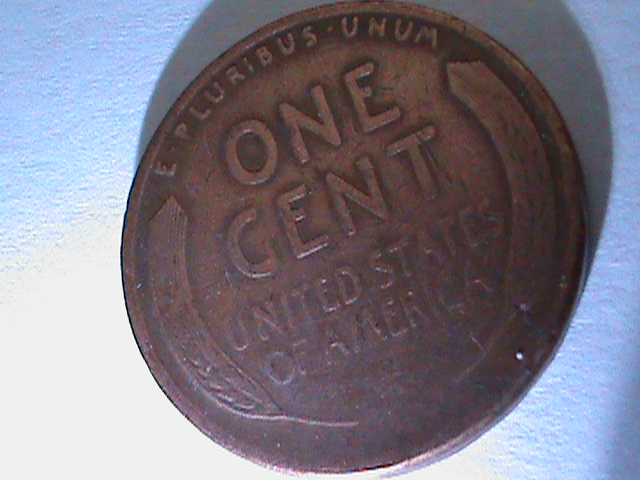 E·PLURIBUS·UNUM
ONE
CENT
UNITED STATES
OF AMERICA